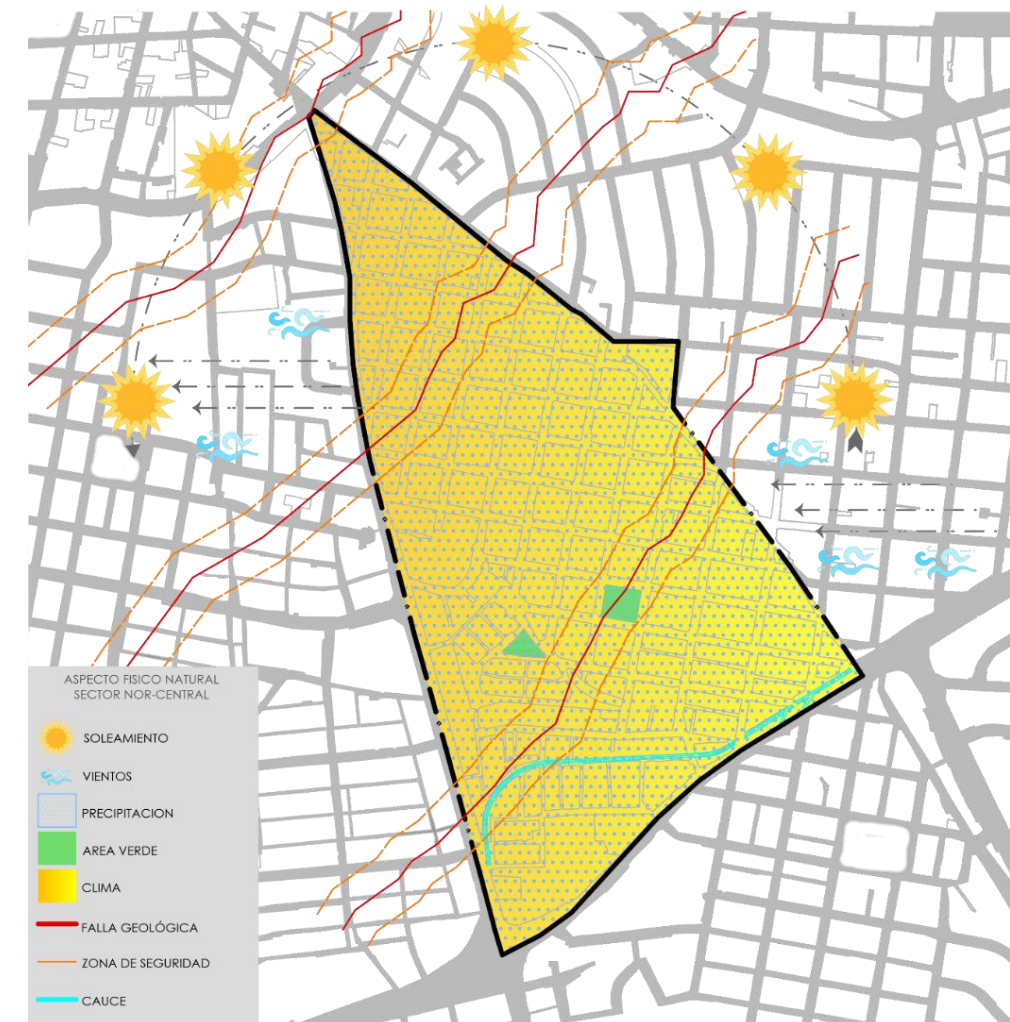 ASPECTO FISICO NATURAL
SECTOR NOR-CENTRAL
SOLEAMIENTO
VIENTOS
PRECIPITACION
AREA VERDE
CLIMA
FALLA GEOLÓGICA
ZONA DE SEGURIDAD
CAUCE